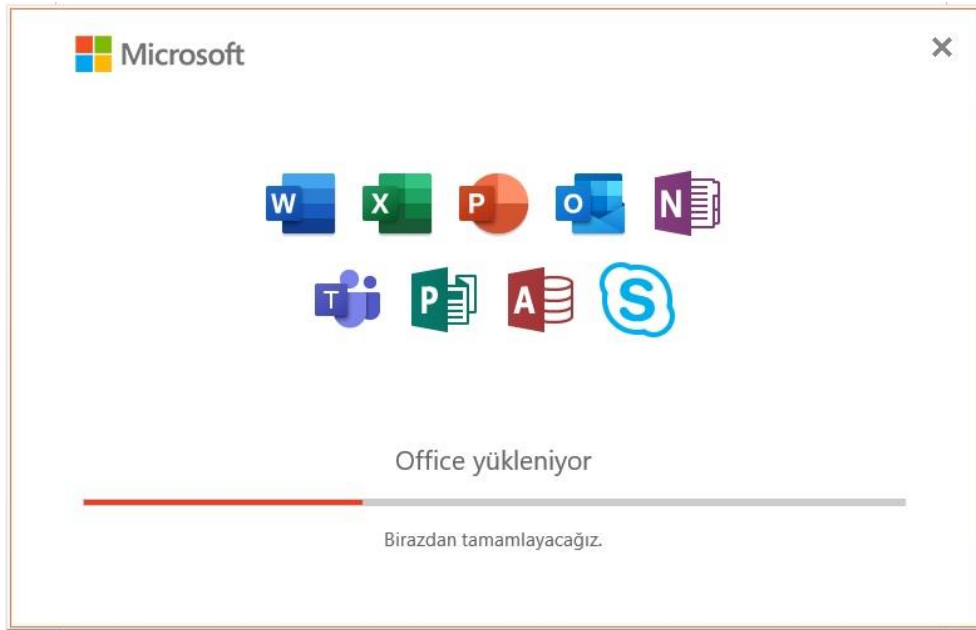 Microsoft
W X P O N
T P A S
Office yükleniyor
Birazdan tamamlayacağız.